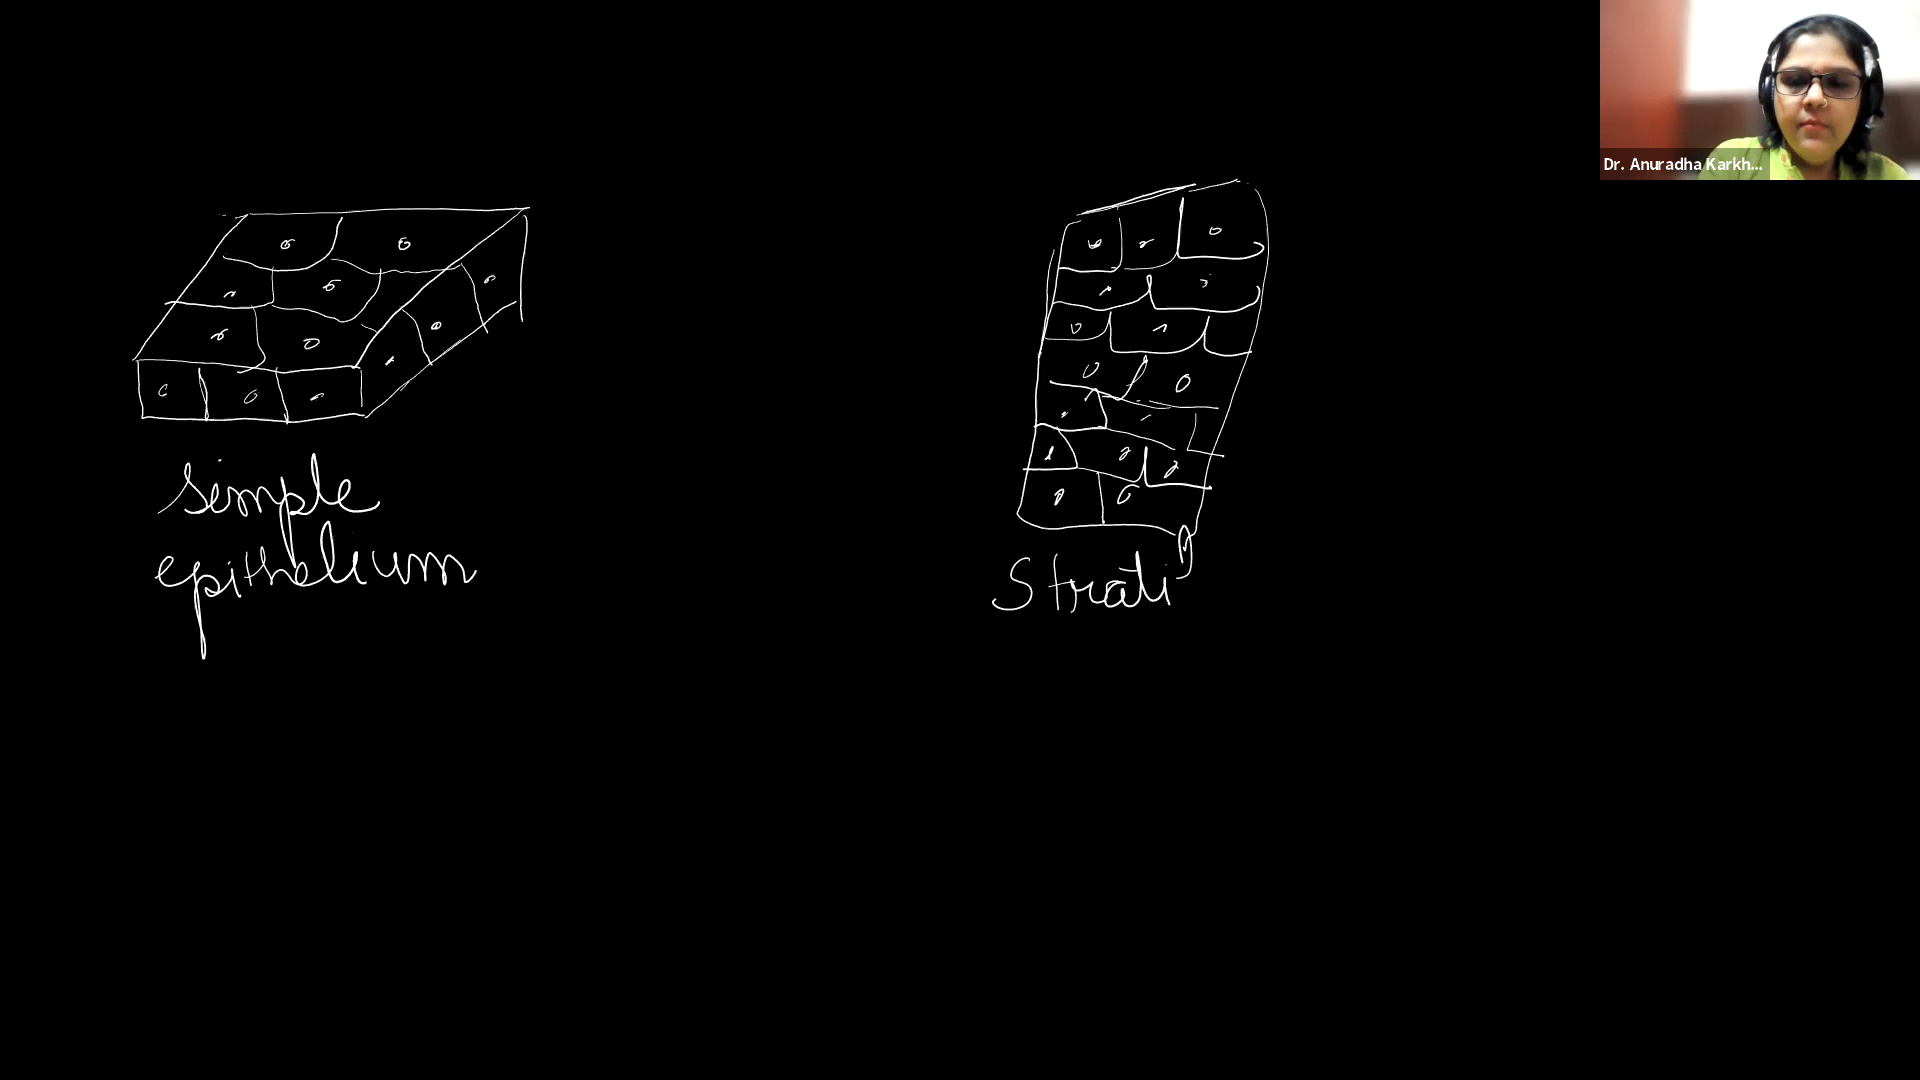 Dr. Anuradha Karkh...
simple
epithelium
Strati